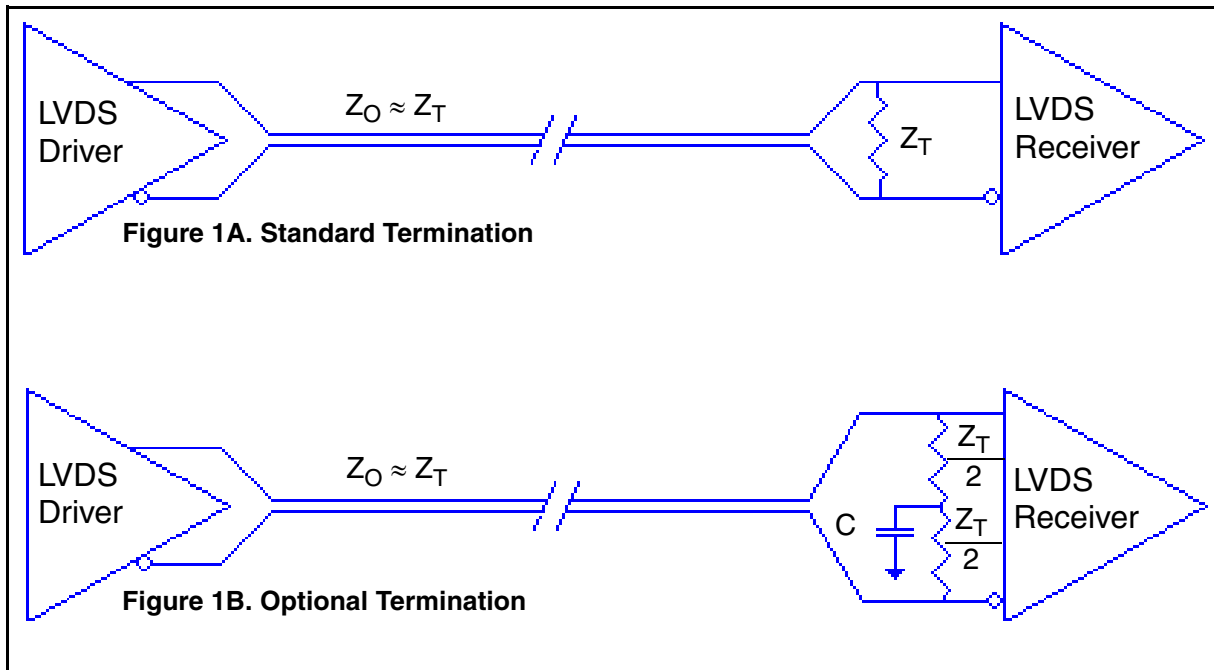 LVDS
Driver
Z_O ≈ Z_T
Z_T
LVDS
Receiver
Figure 1A. Standard Termination
LVDS
Driver
Z_O ≈ Z_T
C
Z_T
2
Z_T
2
LVDS
Receiver
Figure 1B. Optional Termination